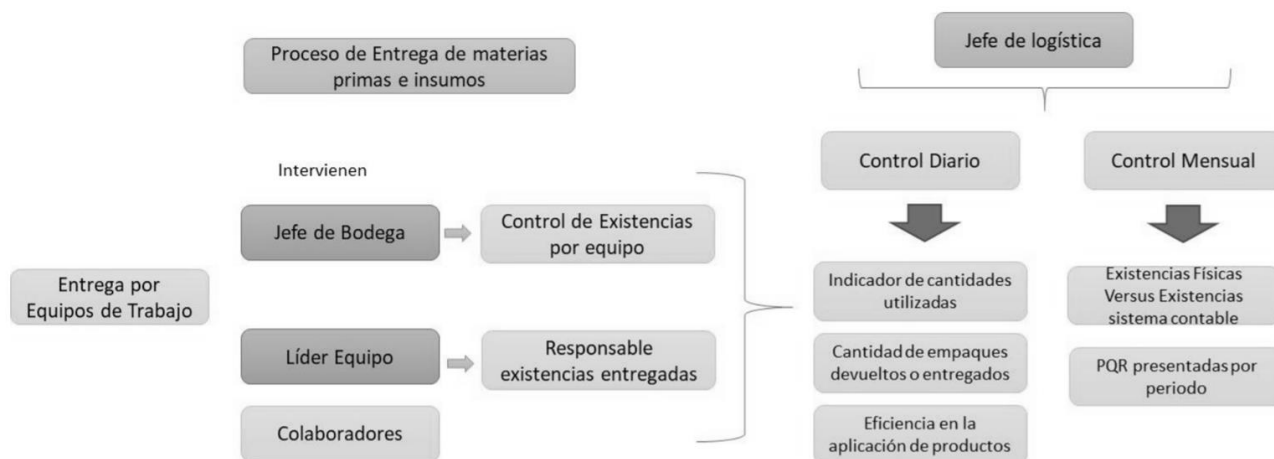 Proceso de Entrega de materias
primas e insumos
Jefe de logística
Intervienen
Jefe de Bodega
Control de Existencias
por equipo
Entrega por
Equipos de Trabajo
Líder Equipo
Responsable
existencias entregadas
Colaboradores
Control Diario
Control Mensual
Indicador de cantidades
utilizadas
Cantidad de empaques
devueltos o entregados
Eficiencia en la
aplicación de productos
Existencias Físicas
Versus Existencias
sistema contable
PQR presentadas por
periodo